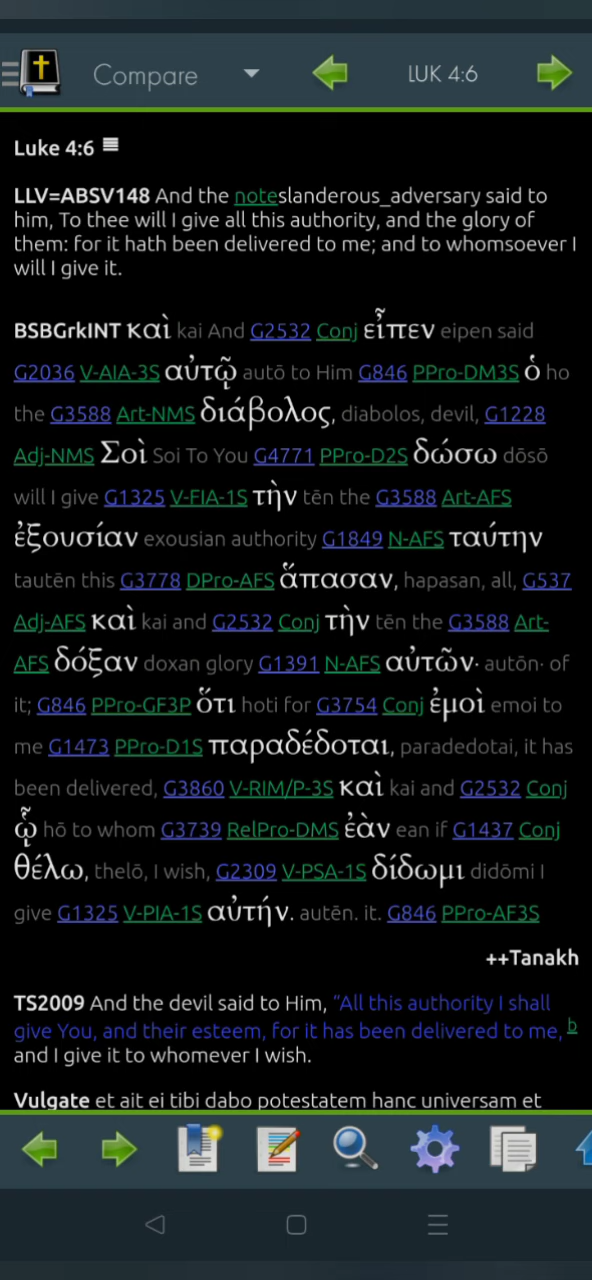 Compare LUK 4:6
Luke 4:6
LLV=ABSV148 And the noteslanderous_adversary said to
him, To thee will I give all this authority, and the glory of
them: for it hath been delivered to me; and to whomsoever I
will I give it.
BSBGrkINT καὶ kai And G2532 Conj εἶπεν eipen said
G2036 V-AIA-3S αὐτῷ autō to Him G846 PPro-DM3S ὁ ho
the G3588 Art-NMS διάβολος, diabolos, devil, G1228
Adj-NMS Σοὶ Soi To You G4771 PPro-D2S δώσω dōsō
will I give G1325 V-FIA-1S τὴν tēn the G3588 Art-AFS
ἐξουσίαν exousian authority G1849 N-AFS ταύτην
tautēn this G3778 DPro-AFS ἅπασαν, hapasan, all, G537
Adj-AFS καὶ kai and G2532 Conj τὴν tēn the G3588 Art-
AFS δόξαν doxan glory G1391 N-AFS αὐτῶν· autōn· of
it; G846 PPro-GF3P ὅτι hoti for G3754 Conj ἐμοὶ emoi to
me G1473 PPro-D1S παραδέδοται, paradedotai, it has
been delivered, G3860 V-RIM/P-3S καὶ kai and G2532 Conj
ᾧ hō to whom G3739 RelPro-DMS ἐὰν ean if G1437 Conj
θέλω, thelō, I wish, G2309 V-PSA-1S δίδωμι didōmi I
give G1325 V-PIA-1S αὐτήν. autēn. it. G846 PPro-AF3S
++Tanakh
TS2009 And the devil said to Him, “All this authority I shall
give You, and their esteem, for it has been delivered to me, b
and I give it to whomever I wish.
Vulgate et ait ei tibi dabo potestatem hanc universam et